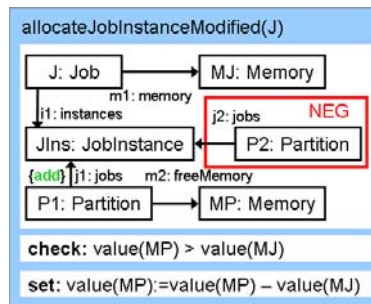 allocateJobInstanceModified(J)
J: Job
MJ: Memory
m1: memory
i1: instances
j2: jobs
NEG
JIns: JobInstance
P2: Partition
{add}
j1: jobs
m2: freeMemory
P1: Partition
MP: Memory
check: value(MP) > value(MJ)
set: value(MP):=value(MP) – value(MJ)